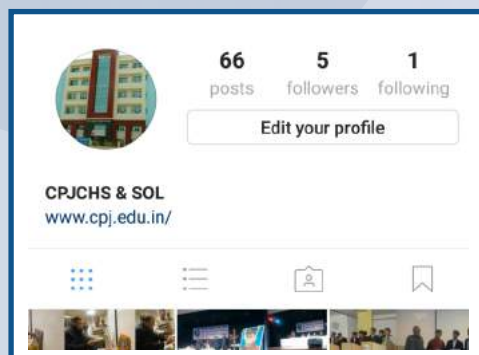 66 5 1
posts followers following
Edit your profile
CPJCHS & SOL
www.cpj.edu.in/